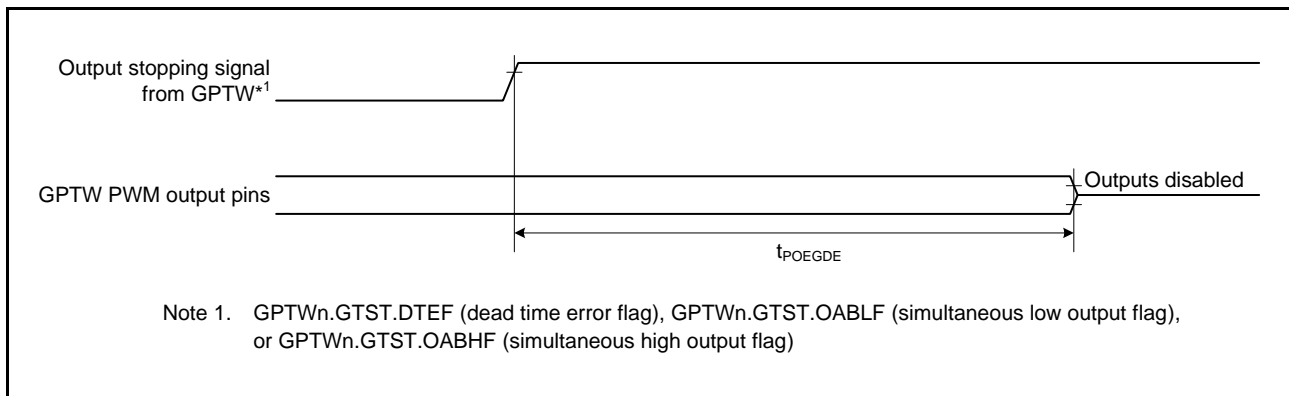 Output stopping signal
from GPTW*1
GPTW PWM output pins
Outputs disabled
tPOEGDE
Note 1. GPTWn.GTST.DTEF (dead time error flag), GPTWn.GTST.OABLF (simultaneous low output flag),
or GPTWn.GTST.OABHF (simultaneous high output flag)